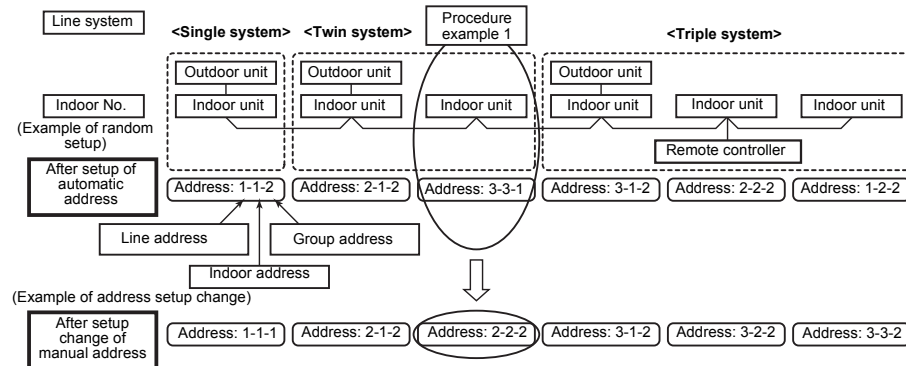 Line system
<Single system>
<Twin system>
Procedure
example 1
<Triple system>
Outdoor unit
Outdoor unit
Outdoor unit
Indoor No.
Indoor unit
Indoor unit
Indoor unit
Indoor unit
Indoor unit
Indoor unit
(Example of random
setup)
Remote controller
After setup of
automatic
address
Address: 1-1-2
Address: 2-1-2
Address: 3-3-1
Address: 3-1-2
Address: 2-2-2
Address: 1-2-2
Line address
Group address
Indoor address
(Example of address setup change)
After setup
change of
manual address
Address: 1-1-1
Address: 2-1-2
Address: 2-2-2
Address: 3-1-2
Address: 3-2-2
Address: 3-3-2